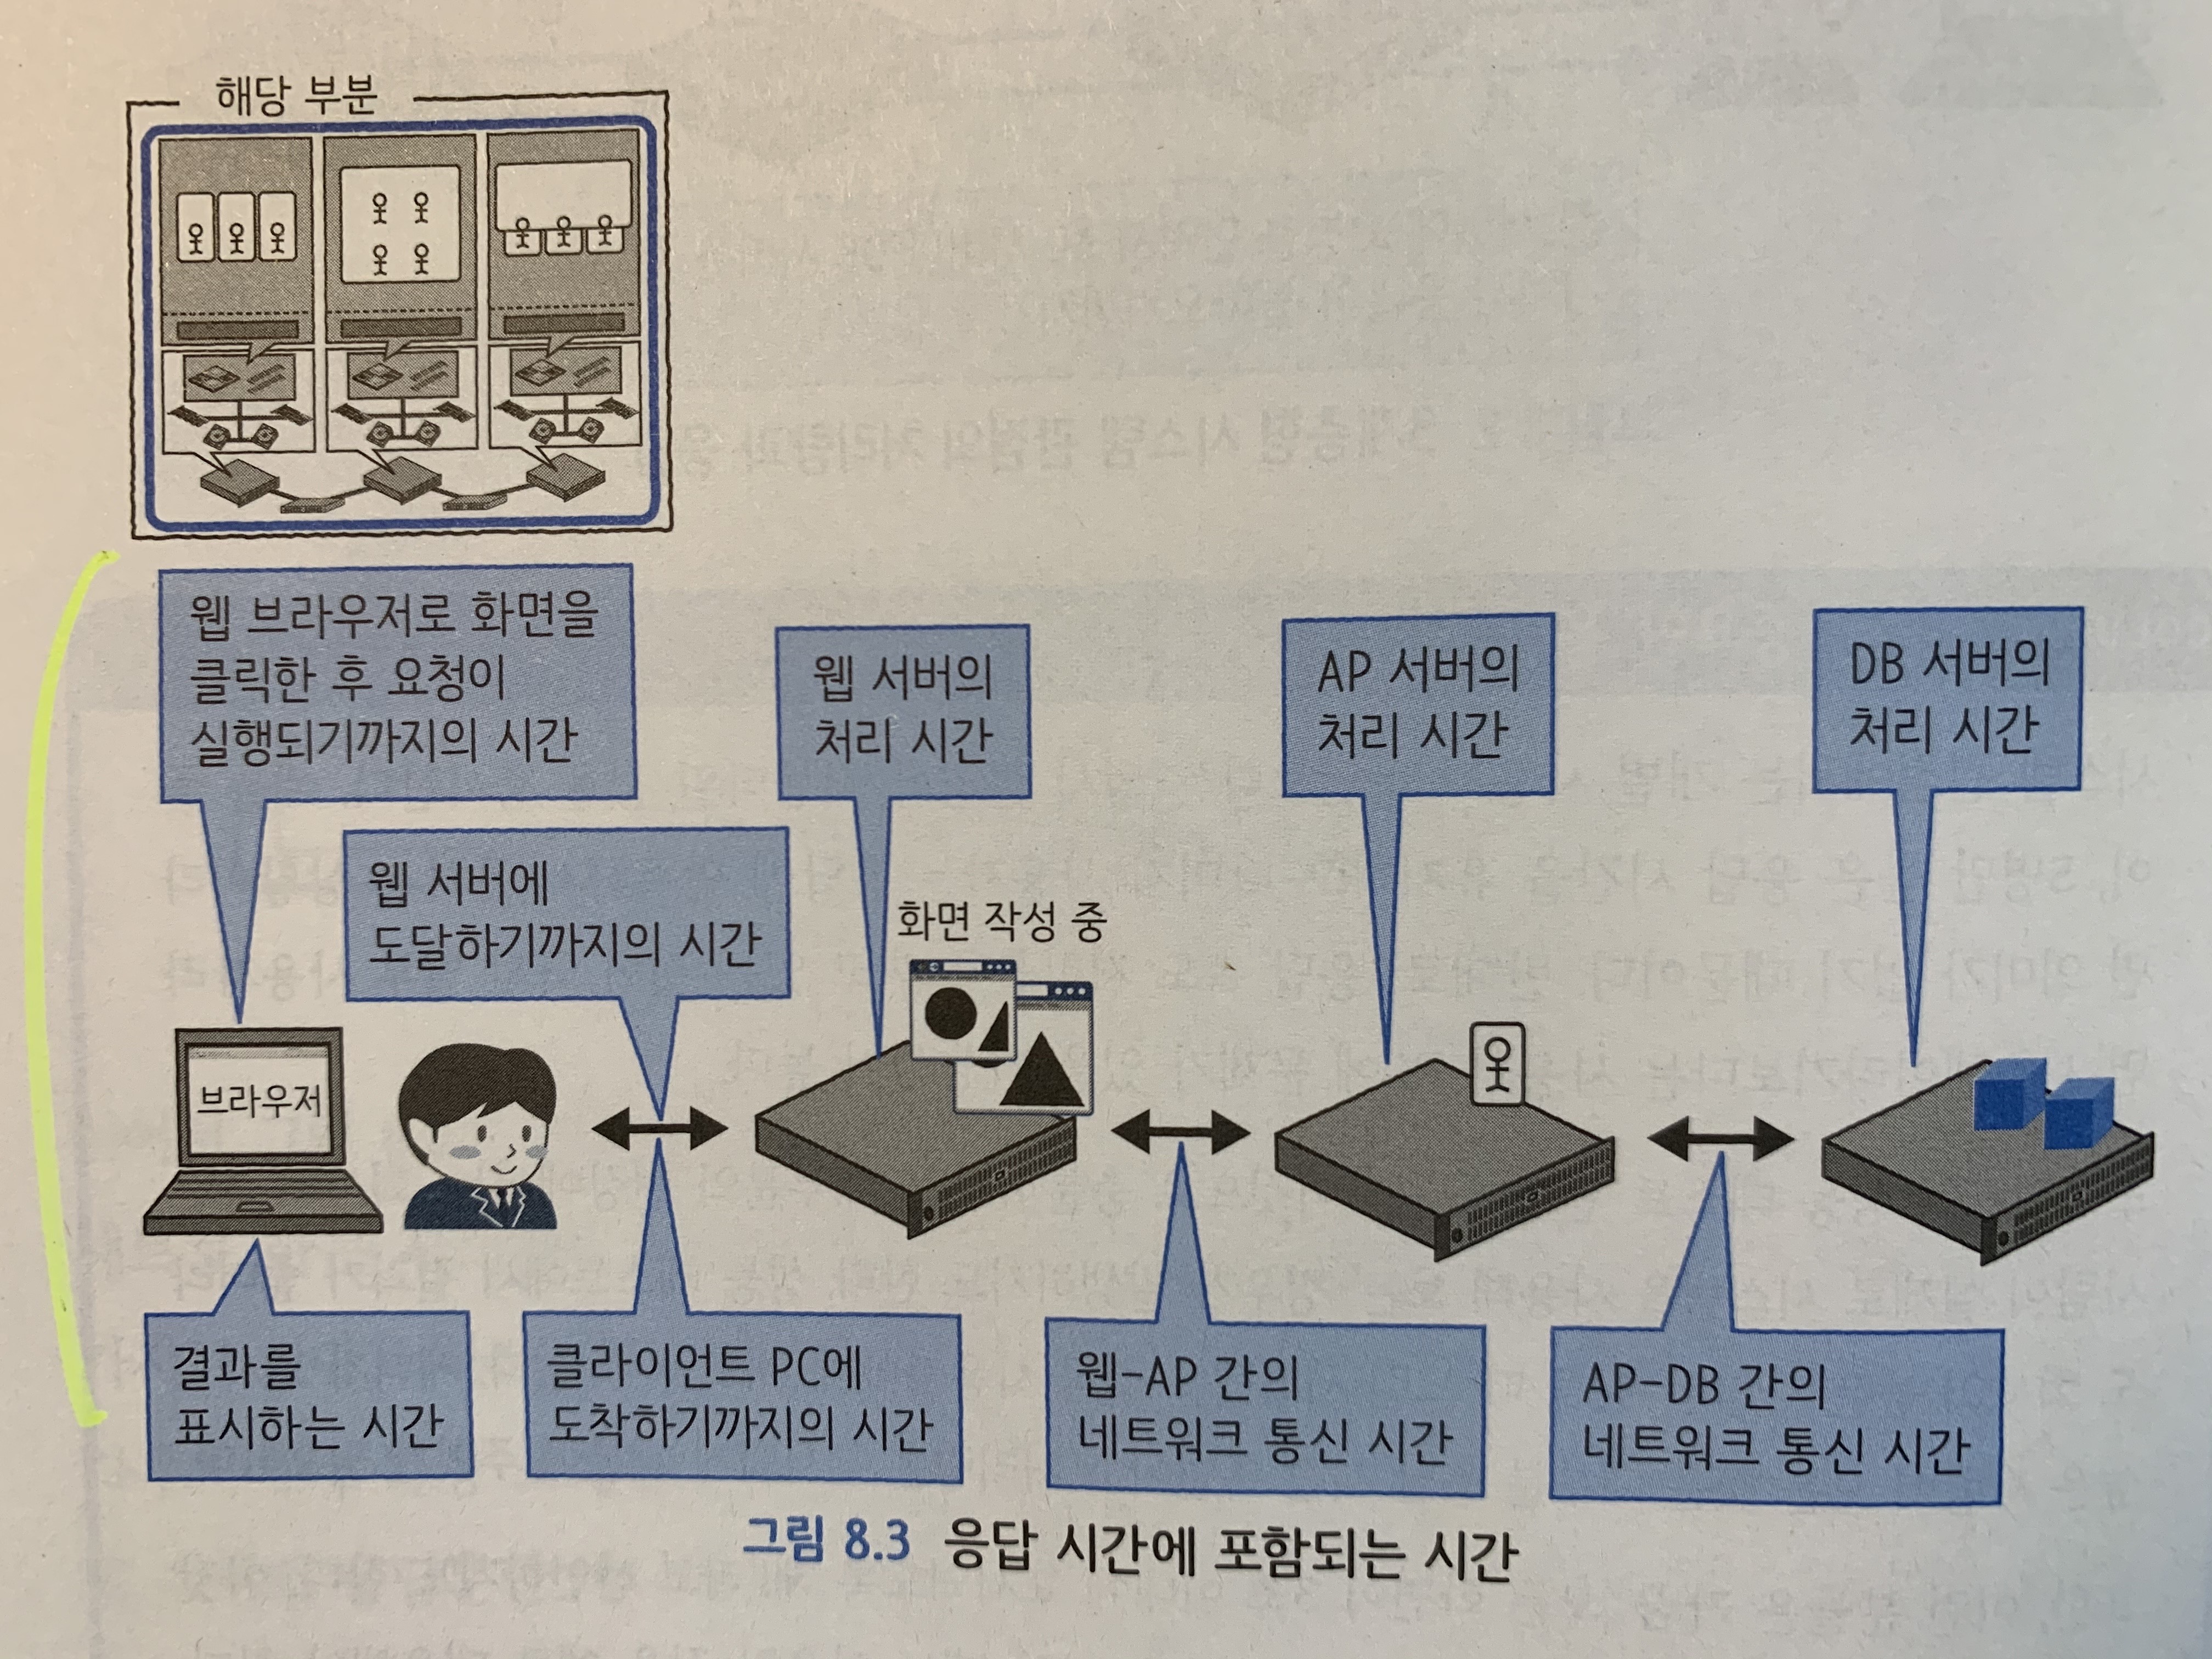 해당 부분
웹 브라우저로 화면을
클릭한 후 요청이
실행되기까지의 시간
웹 서버에
도달하기까지의 시간
웹 서버의
처리 시간
AP 서버의
처리 시간
DB 서버의
처리 시간
화면 작성 중
브라우저
결과를
표시하는 시간
클라이언트 PC에
도착하기까지의 시간
웹-AP 간의
네트워크 통신 시간
AP-DB 간의
네트워크 통신 시간
그림 8.3 응답 시간에 포함되는 시간